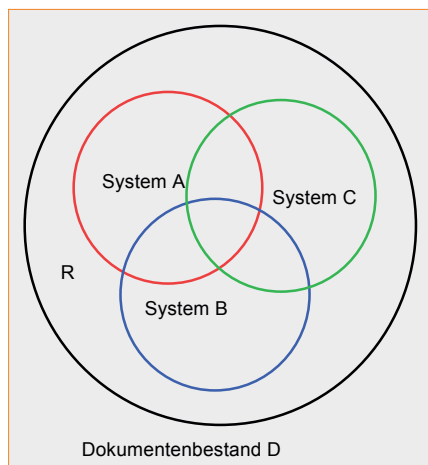 System A
System C
R
System B
Dokumentenbestand D